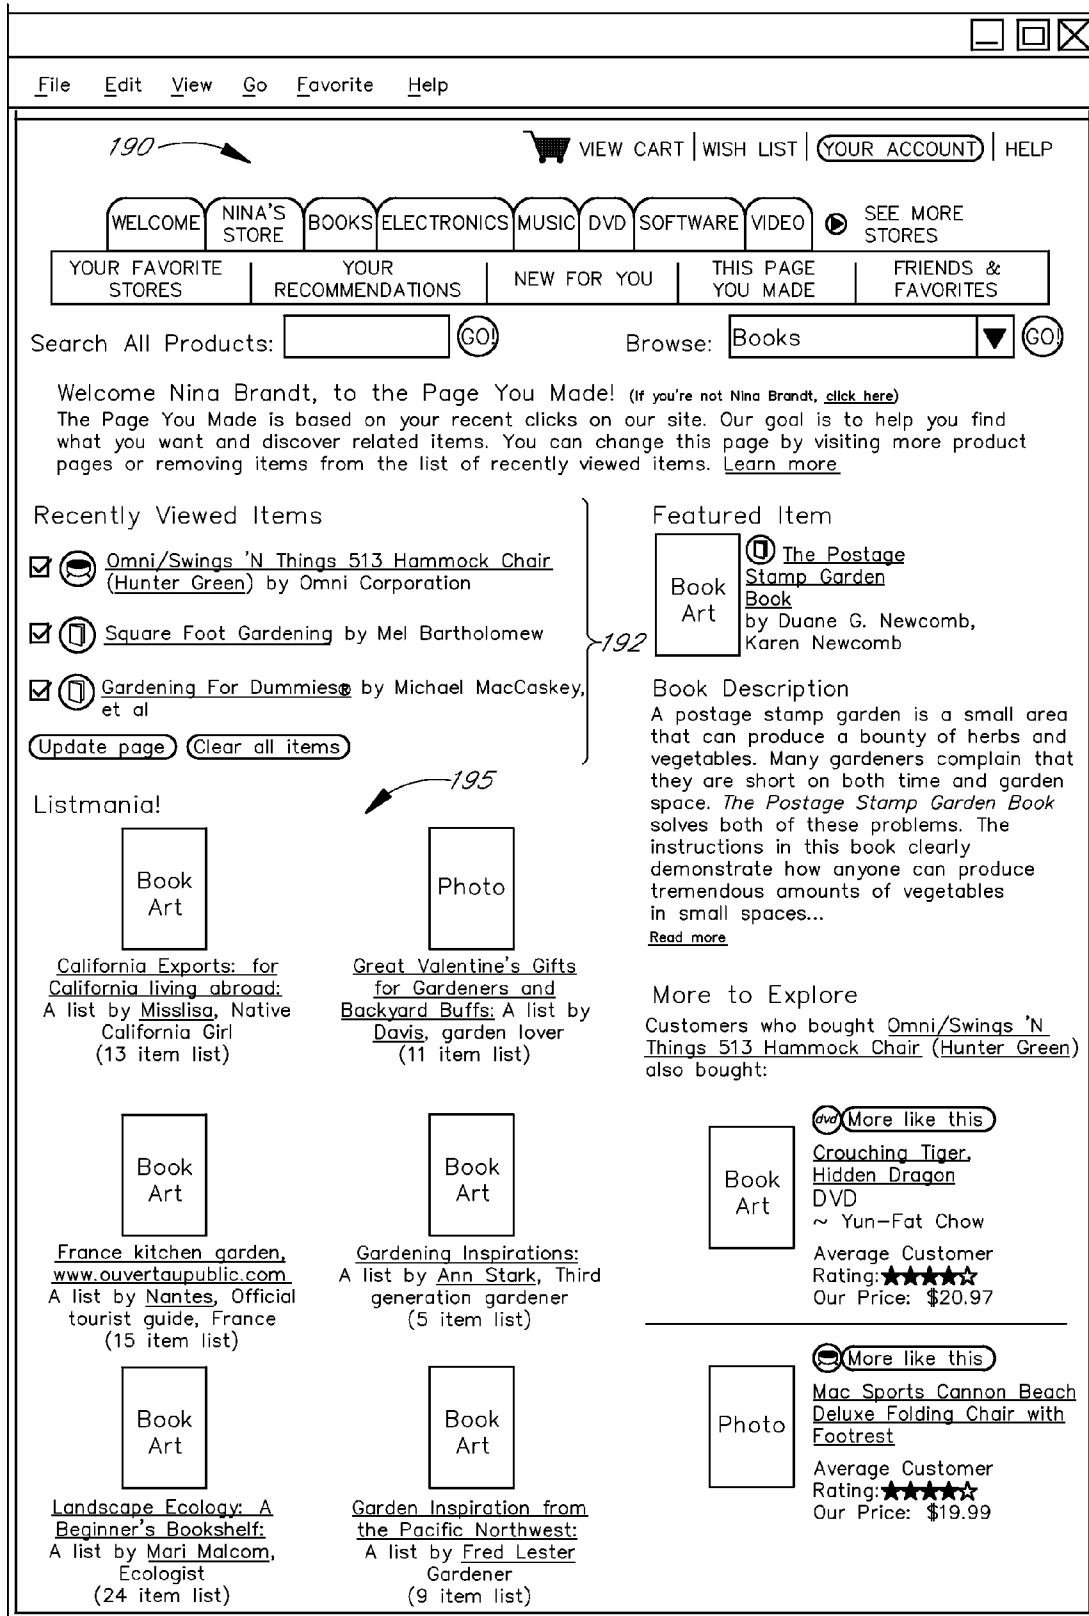 File Edit View Go Favorite Help
190
VIEW CART | WISH LIST | YOUR ACCOUNT | HELP
WELCOME
NINA'S
STORE
BOOKS
ELECTRONICS
MUSIC
DVD
SOFTWARE
VIDEO
SEE MORE
STORES
YOUR FAVORITE
STORES
YOUR
RECOMMENDATIONS
NEW FOR YOU
THIS PAGE
YOU MADE
FRIENDS &
FAVORITES
Search All Products: GO!
Browse: Books GO!
Welcome Nina Brandt, to the Page You Made! (If you're not Nina Brandt, click here)
The Page You Made is based on your recent clicks on our site. Our goal is to help you find
what you want and discover related items. You can change this page by visiting more product
pages or removing items from the list of recently viewed items. Learn more
Recently Viewed Items
Omni/Swings 'N Things 513 Hammock Chair
(Hunter Green) by Omni Corporation
Square Foot Gardening by Mel Bartholomew
Gardening For Dummies® by Michael MacCaskey,
et al
Update page Clear all items
192
195
Listmania!
Book
Art
California Exports: for
California living abroad:
A list by Misslisa, Native
California Girl
(13 item list)
Photo
Great Valentine's Gifts
for Gardeners and
Backyard Buffs: A list by
Davis, garden lover
(11 item list)
Book
Art
France kitchen garden,
www.ouvertaupublic.com
A list by Nantes, Official
tourist guide, France
(15 item list)
Book
Art
Gardening Inspirations:
A list by Ann Stark, Third
generation gardener
(5 item list)
Book
Art
Landscape Ecology: A
Beginner's Bookshelf:
A list by Mari Malcom,
Ecologist
(24 item list)
Book
Art
Garden Inspiration from
the Pacific Northwest:
A list by Fred Lester
Gardener
(9 item list)
Featured Item
Book
Art
The Postage
Stamp Garden
Book
by Duane G. Newcomb,
Karen Newcomb
Book Description
A postage stamp garden is a small area
that can produce a bounty of herbs and
vegetables. Many gardeners complain that
they are short on both time and garden
space. The Postage Stamp Garden Book
solves both of these problems. The
instructions in this book clearly
demonstrate how anyone can produce
tremendous amounts of vegetables
in small spaces...
Read more
More to Explore
Customers who bought Omni/Swings 'N
Things 513 Hammock Chair (Hunter Green)
also bought:
Book
Art
dvd More like this
Crouching Tiger,
Hidden Dragon
DVD
~ Yun-Fat Chow
Average Customer
Rating:★★★★☆
Our Price: $20.97
Photo
More like this
Mac Sports Cannon Beach
Deluxe Folding Chair with
Footrest
Average Customer
Rating:★★★★☆
Our Price: $19.99